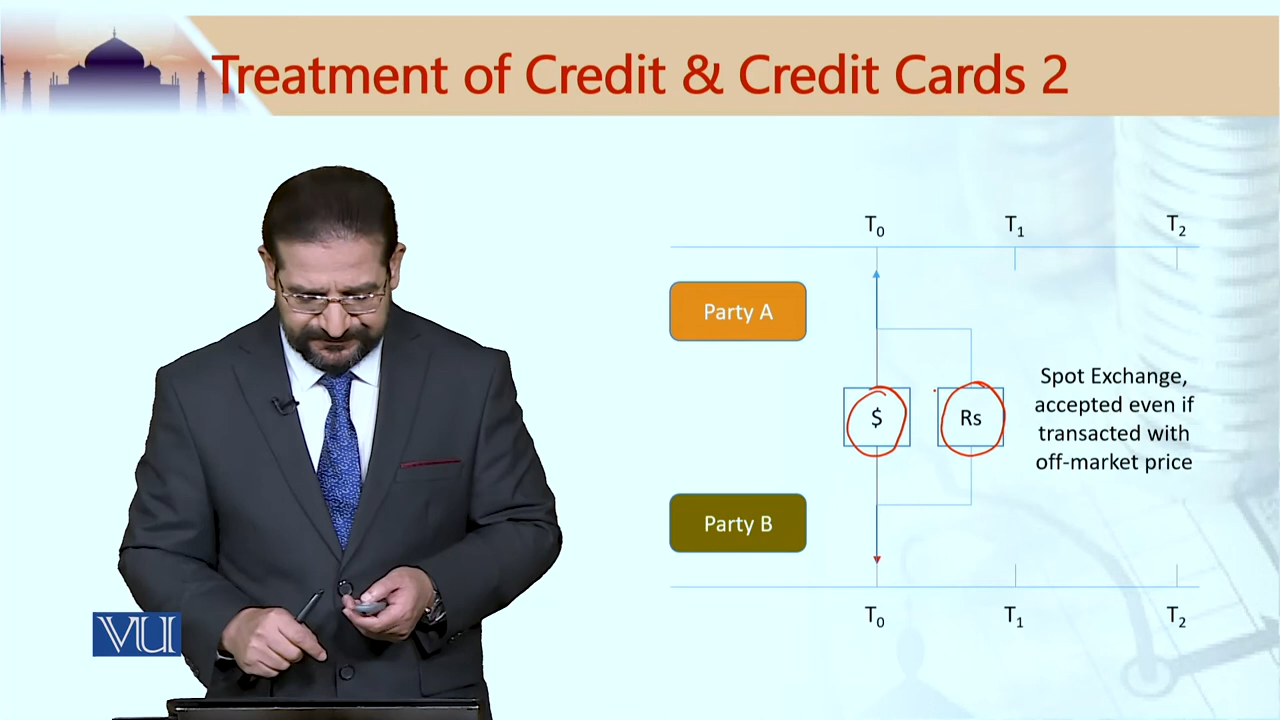 Treatment of Credit & Credit Cards 2
T0 T1 T2
Party A
$ Rs
Spot Exchange,
accepted even if
transacted with
off-market price
Party B
T0 T1 T2
VU